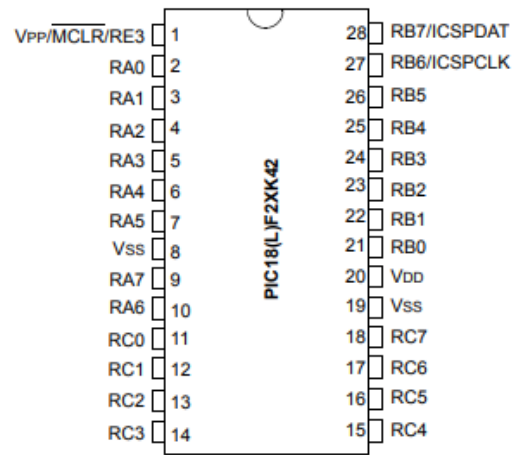 VPP/MCLR/RE3 1 28 RB7/ICSPDAT
RA0 2 27 RB6/ICSPCLK
RA1 3 26 RB5
RA2 4 25 RB4
RA3 5 24 RB3
RA4 6 23 RB2
RA5 7 22 RB1
VSS 8 21 RB0
RA7 9 20 VDD
RA6 10 19 VSS
RC0 11 18 RC7
RC1 12 17 RC6
RC2 13 16 RC5
RC3 14 15 RC4
PIC18(L)F2XK42